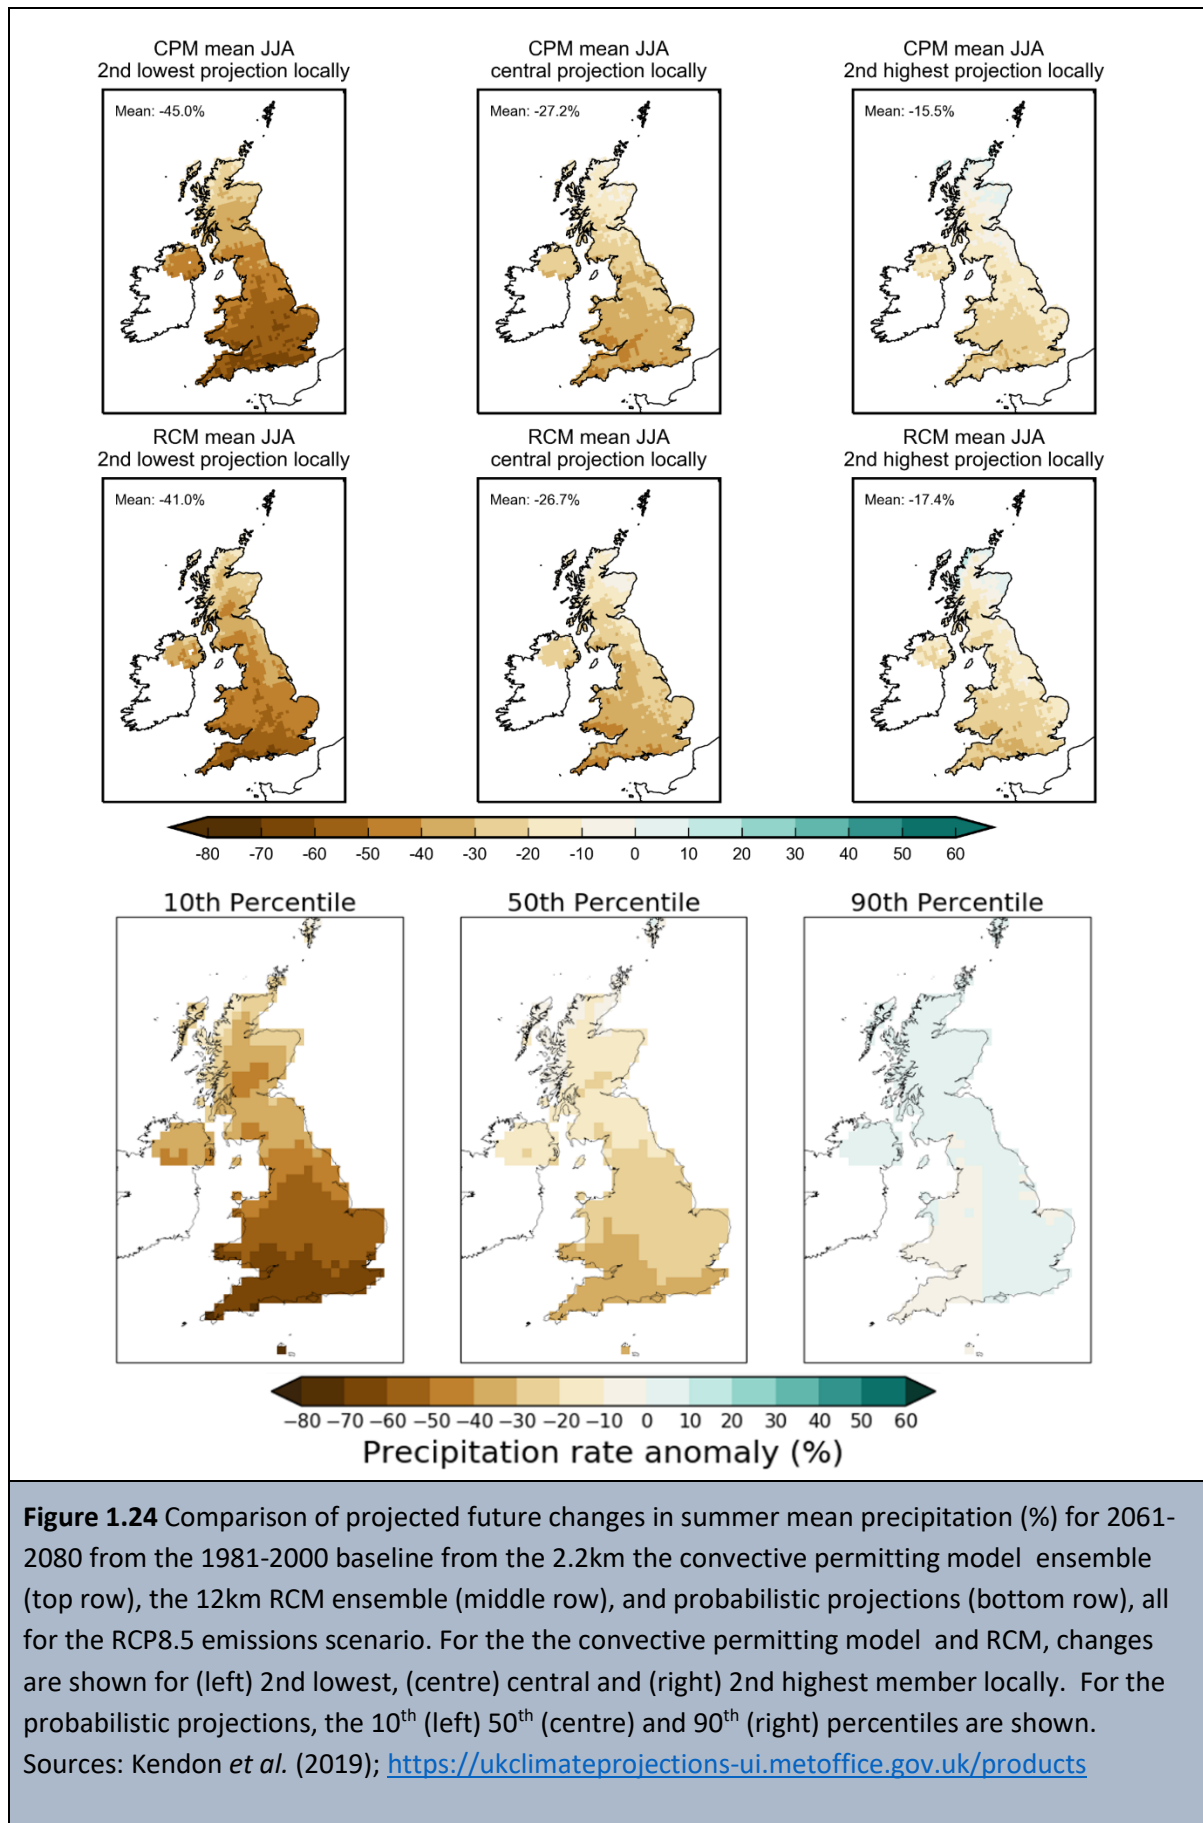 CPM mean JJA
2nd lowest projection locally
CPM mean JJA
central projection locally
CPM mean JJA
2nd highest projection locally
Mean: -45.0%
Mean: -27.2%
Mean: -15.5%
RCM mean JJA
2nd lowest projection locally
RCM mean JJA
central projection locally
RCM mean JJA
2nd highest projection locally
Mean: -41.0%
Mean: -26.7%
Mean: -17.4%
-80 -70 -60 -50 -40 -30 -20 -10 0 10 20 30 40 50 60
10th Percentile
50th Percentile
90th Percentile
−80 −70 −60 −50 −40 −30 −20 −10 0 10 20 30 40 50 60
Precipitation rate anomaly (%)
Figure 1.24 Comparison of projected future changes in summer mean precipitation (%) for 2061-
2080 from the 1981-2000 baseline from the 2.2km the convective permitting model  ensemble
(top row), the 12km RCM ensemble (middle row), and probabilistic projections (bottom row), all
for the RCP8.5 emissions scenario. For the the convective permitting model  and RCM, changes
are shown for (left) 2nd lowest, (centre) central and (right) 2nd highest member locally.  For the
probabilistic projections, the 10th (left) 50th (centre) and 90th (right) percentiles are shown.
Sources: Kendon et al. (2019); https://ukclimateprojections-ui.metoffice.gov.uk/products